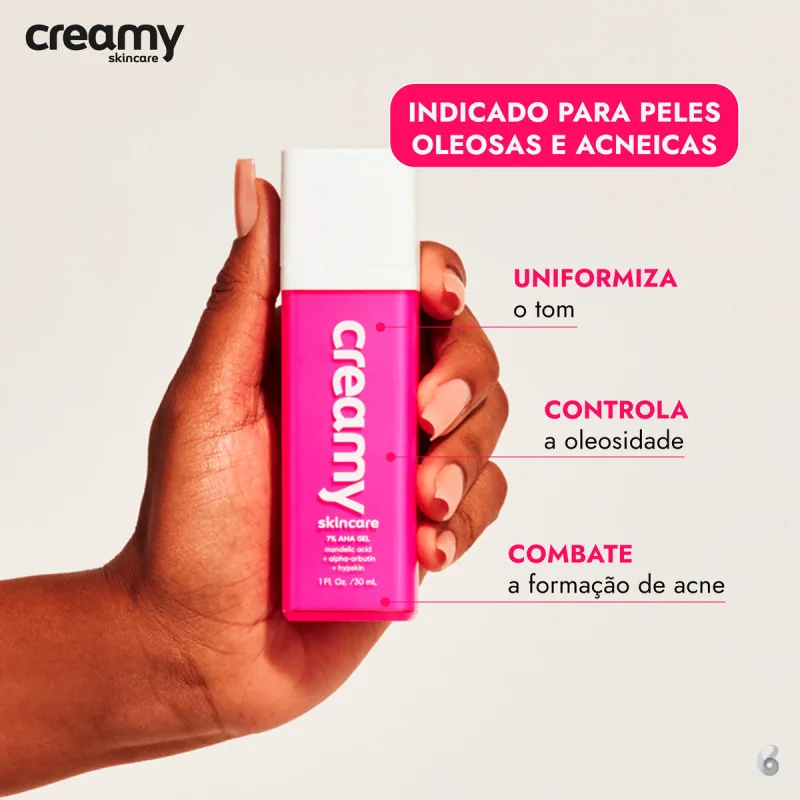 creamy
skincare
INDICADO PARA PELES
OLEOSAS E ACNEICAS
UNIFORMIZA
o tom
CONTROLA
a oleosidade
COMBATE
a formação de acne
creamy
skincare
7% AHA GEL
mandelic acid
+ alpha-arbutin
+ hypskin
1 Fl. Oz. /30 mL